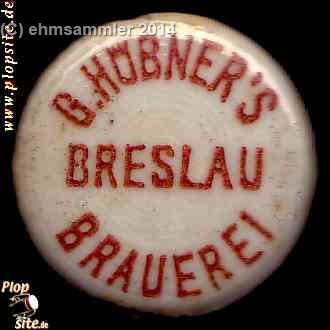 (c) ehmsammler 2014
www.plopsite.de
G. HÜBNER'S
BRESLAU
BRAUEREI
Plop
Site.de